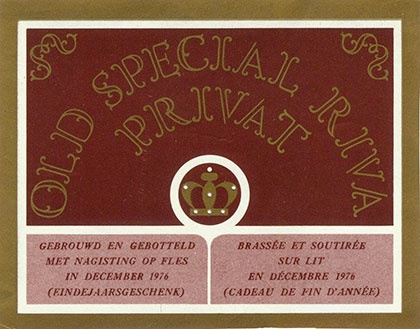 OLD SPECIAL RIVA
PRIVAT
GEBROUWD EN GEBOTTELD
MET NAGISTING OP FLES
IN DECEMBER 1976
(EINDEJAARSGESCHENK)
BRASSÉE ET SOUTIRÉE
SUR LIT
EN DÉCEMBRE 1976
(CADEAU DE FIN D'ANNÉE)